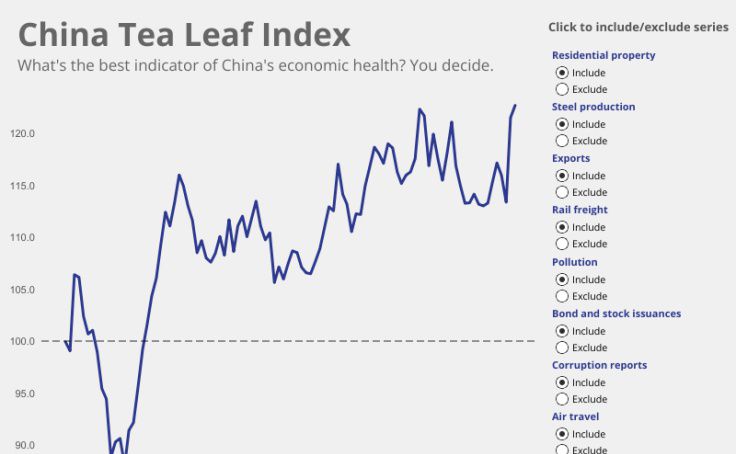 China Tea Leaf Index
What's the best indicator of China's economic health? You decide.
120.0
115.0
110.0
105.0
100.0
95.0
90.0
Click to include/exclude series
Residential property
Include
Exclude
Steel production
Include
Exclude
Exports
Include
Exclude
Rail freight
Include
Exclude
Pollution
Include
Exclude
Bond and stock issuances
Include
Exclude
Corruption reports
Include
Exclude
Air travel
Include
Exclude